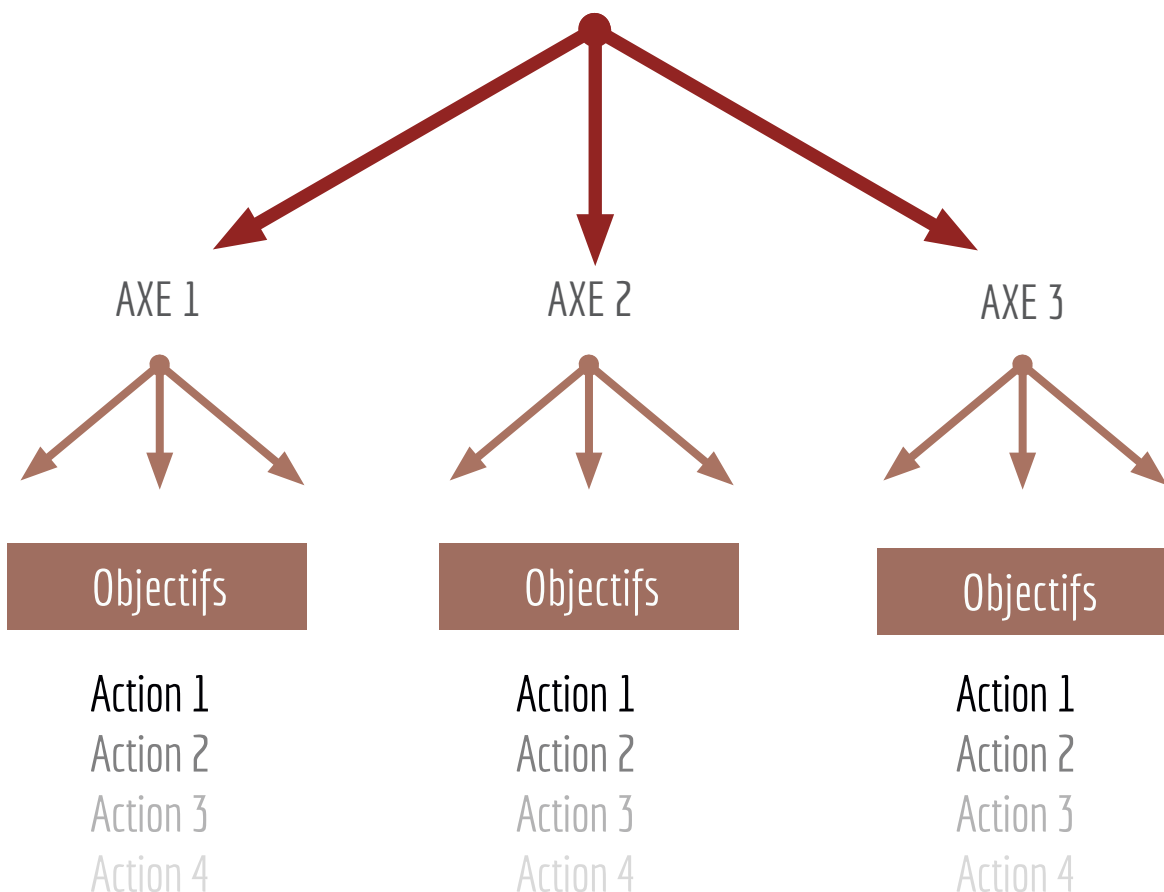 AXE 1
AXE 2
AXE 3
Objectifs
Objectifs
Objectifs
Action 1
Action 1
Action 1
Action 2
Action 2
Action 2
Action 3
Action 3
Action 3
Action 4
Action 4
Action 4